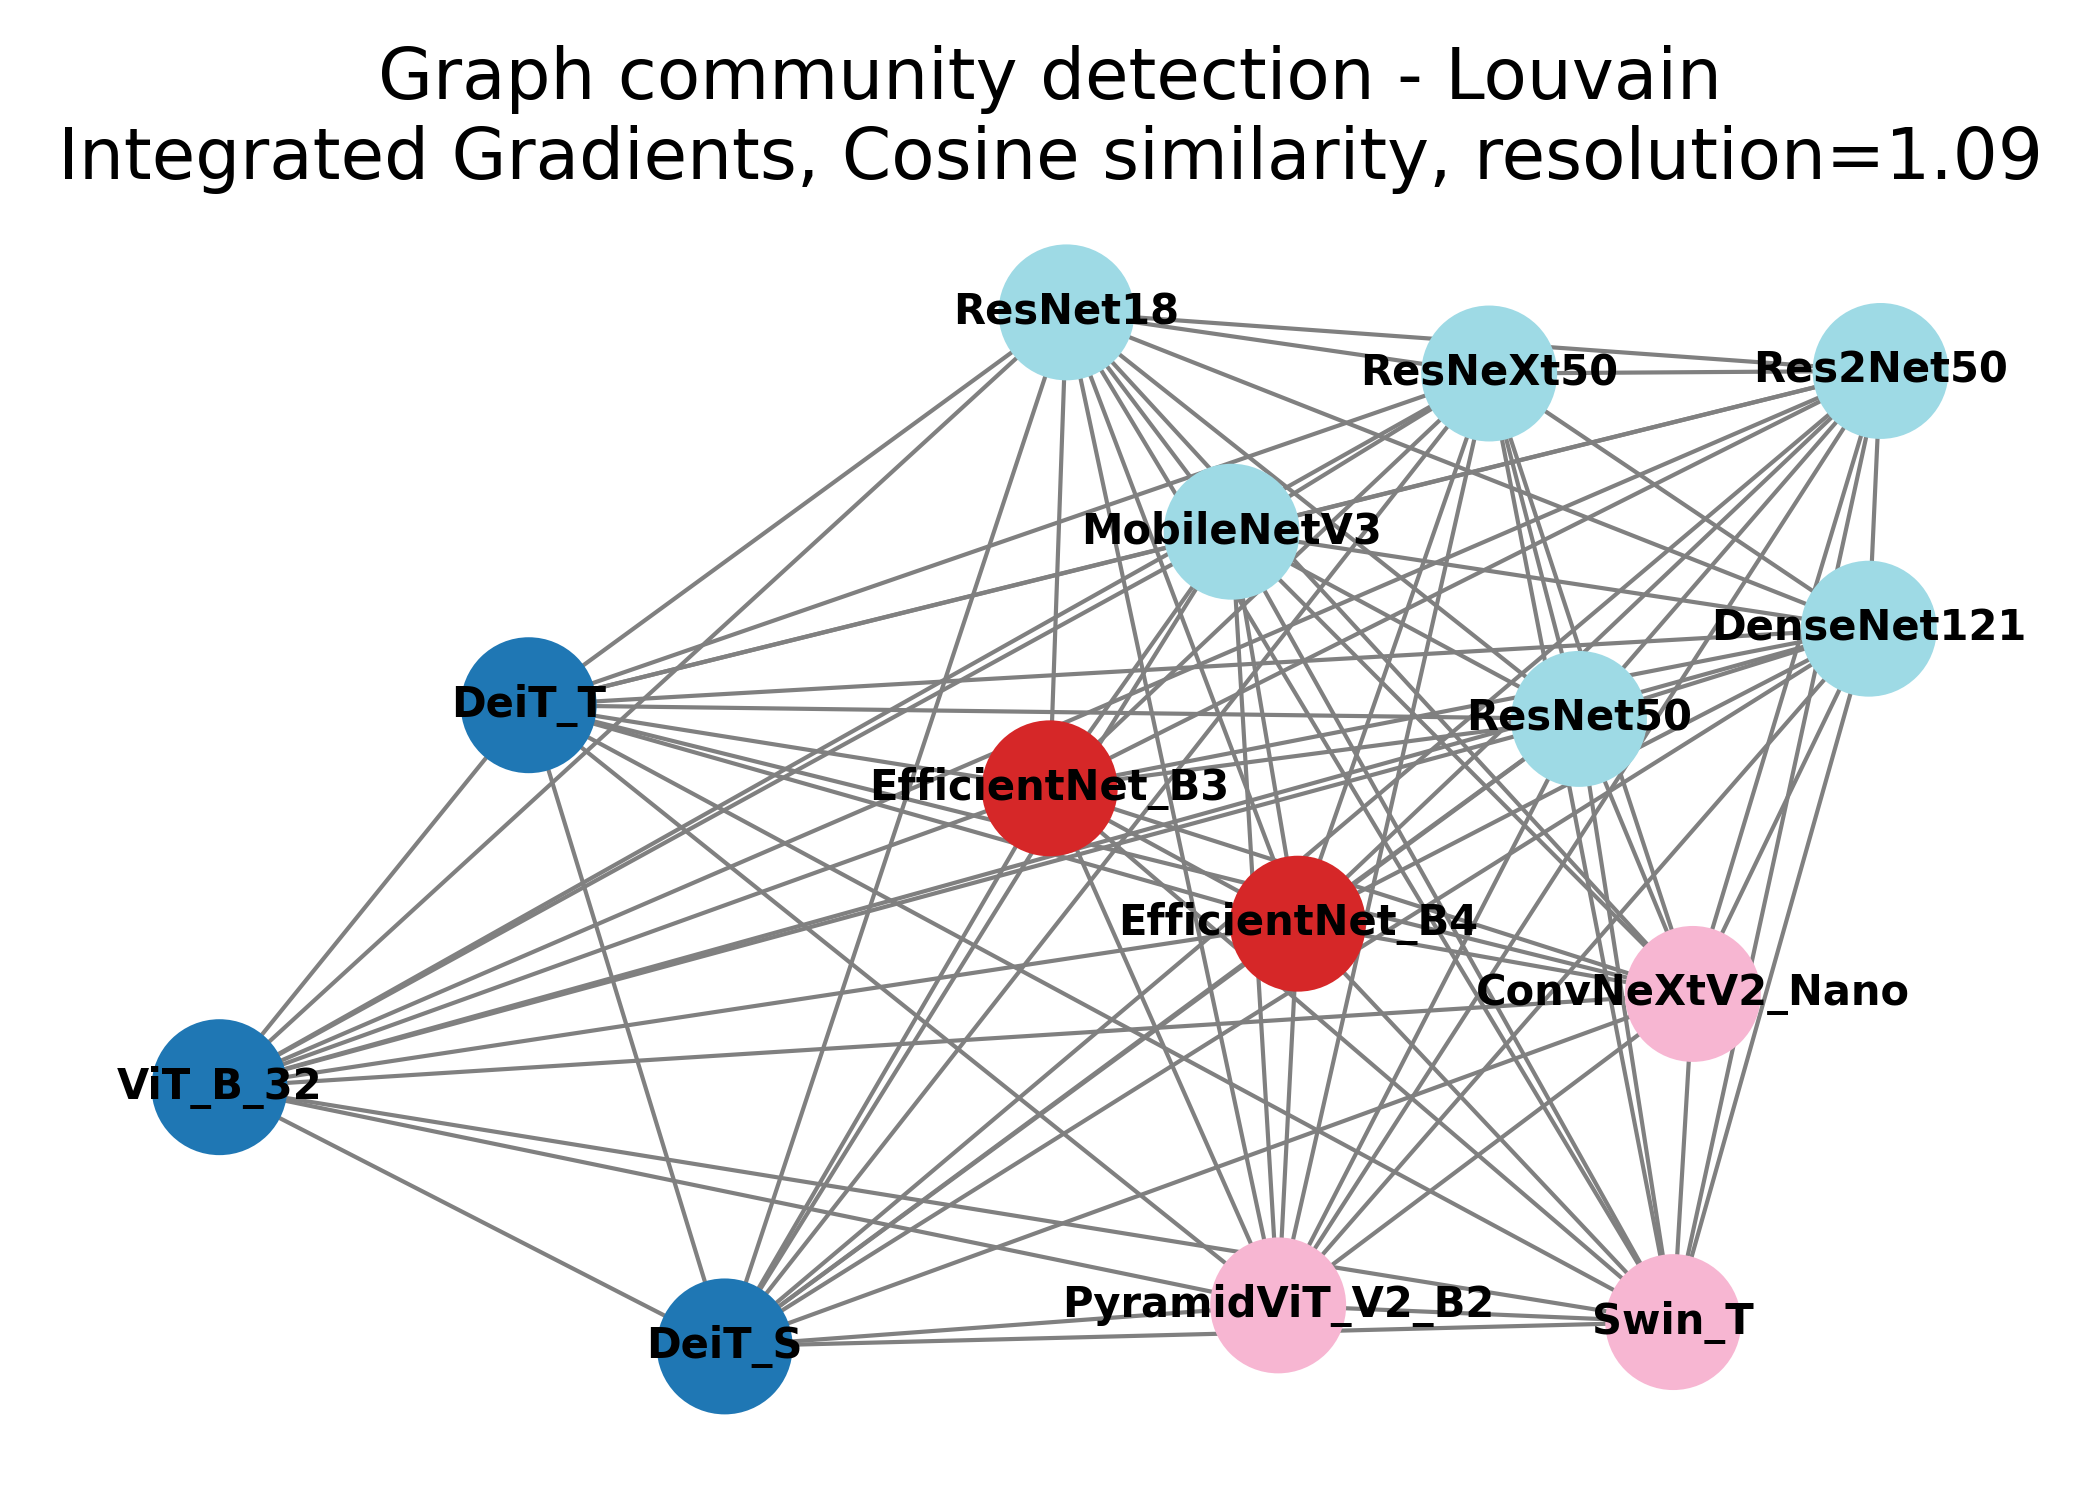 Graph community detection - Louvain
Integrated Gradients, Cosine similarity, resolution=1.09
ResNet18
ResNeXt50
Res2Net50
MobileNetV3
DenseNet121
DeiT_T
ResNet50
EfficientNet_B3
EfficientNet_B4
ConvNeXtV2_Nano
ViT_B_32
PyramidViT_V2_B2
Swin_T
DeiT_S